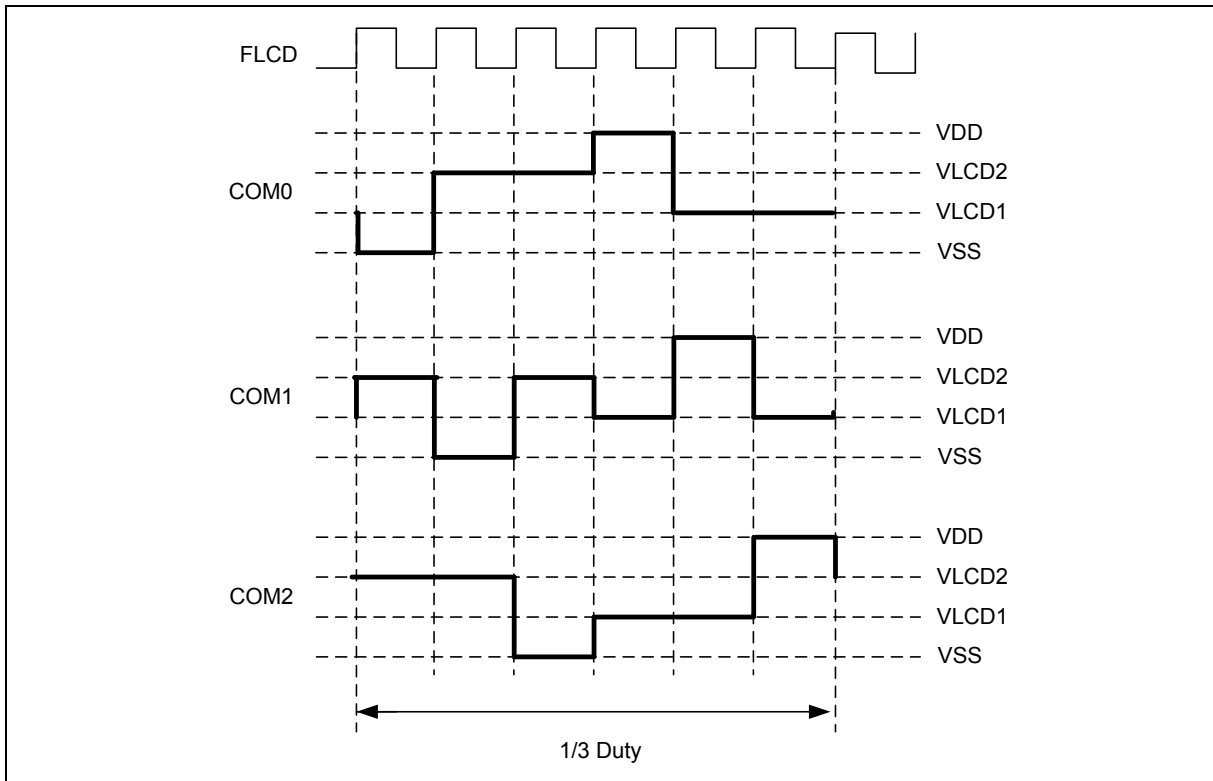 FLCD
VDD
VLCD2
COM0
VLCD1
VSS
VDD
VLCD2
COM1
VLCD1
VSS
VDD
VLCD2
COM2
VLCD1
VSS
1/3 Duty